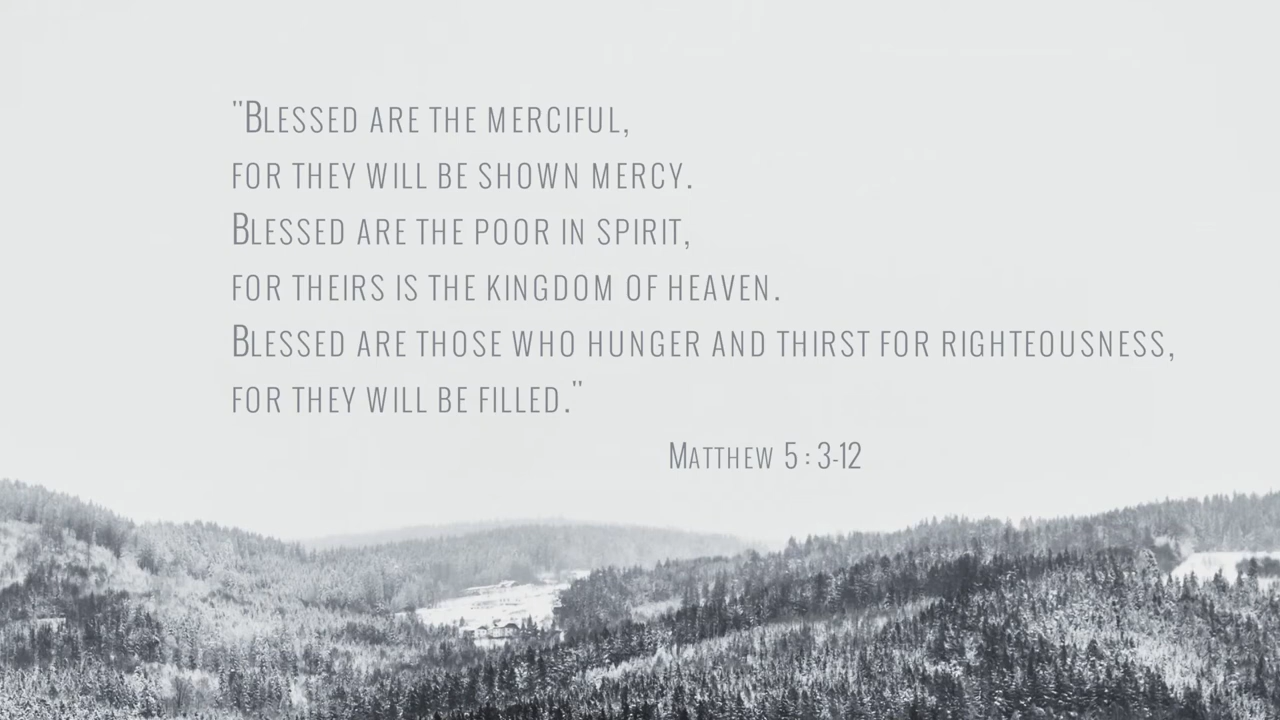 "Blessed are the merciful,
for they will be shown mercy.
Blessed are the poor in spirit,
for theirs is the kingdom of heaven.
Blessed are those who hunger and thirst for righteousness,
for they will be filled."
Matthew 5 : 3-12